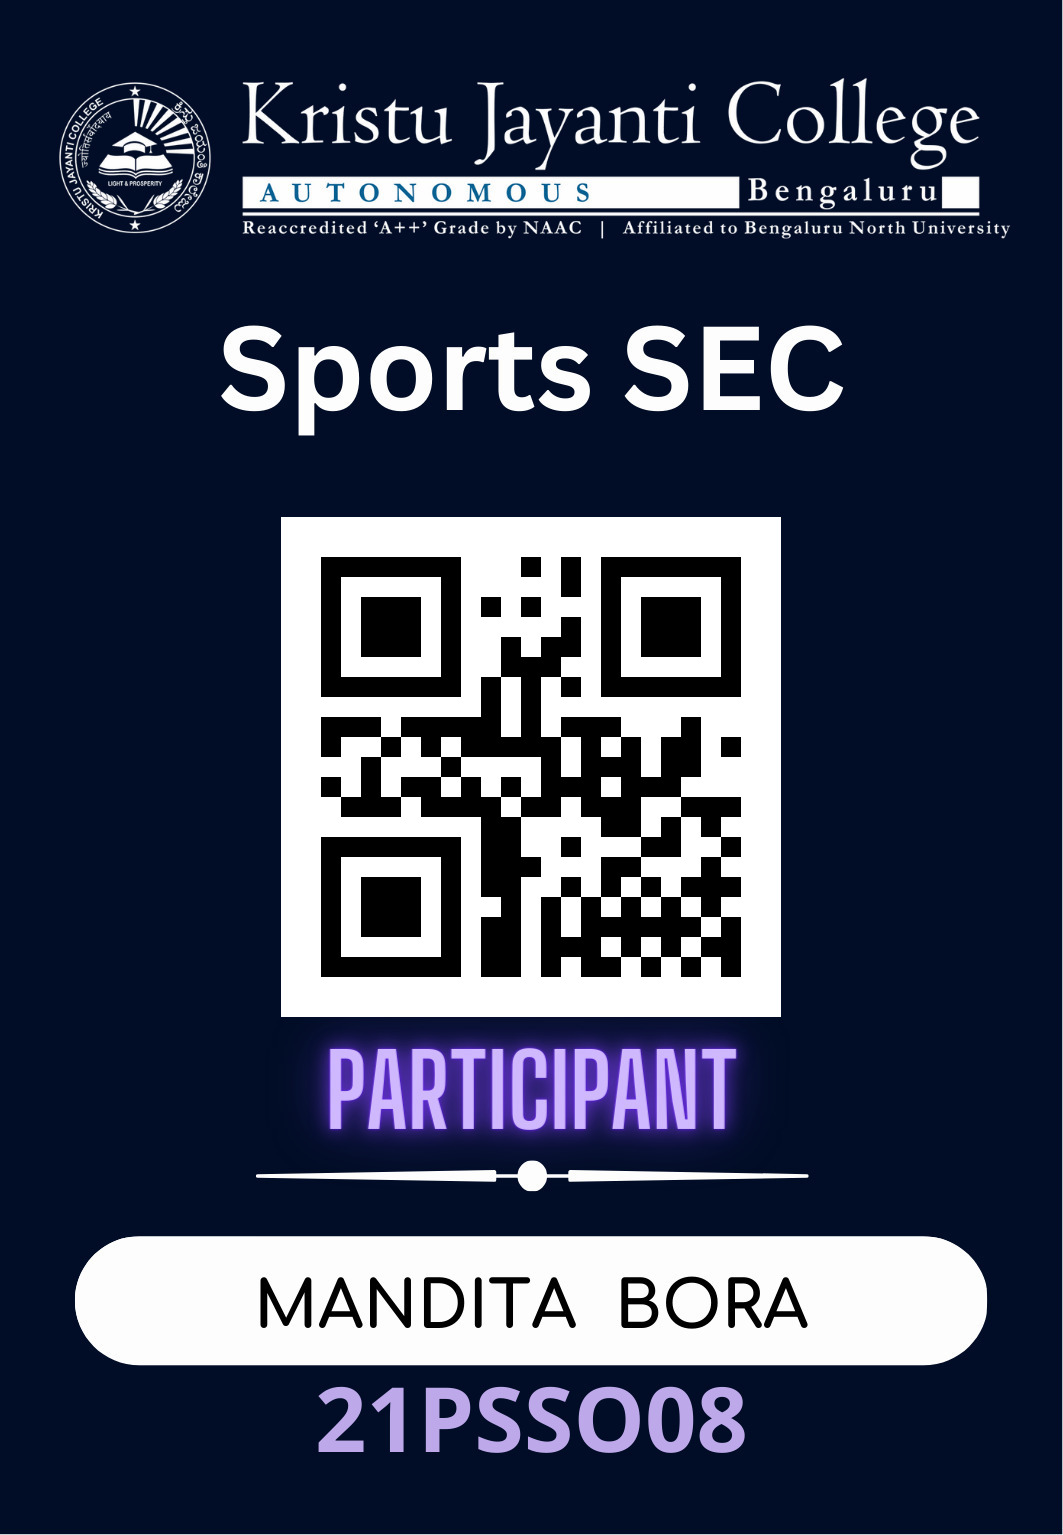 KRISTU JAYANTI COLLEGE
ಕ್ರಿಸ್ತು ಜಯಂತಿ ಕಾಲೇಜು
LIGHT & PROSPERITY
Kristu Jayanti College
AUTONOMOUS
Bengaluru
Reaccredited ‘A++’ Grade by NAAC | Affiliated to Bengaluru North University
Sports SEC
PARTICIPANT
MANDITA BORA
21PSSO08